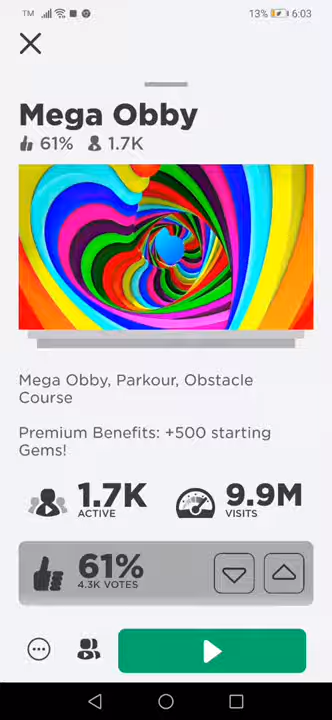 TM 13% 6:03
Mega Obby
61% 1.7K
Mega Obby, Parkour, Obstacle
Course
Premium Benefits: +500 starting
Gems!
1.7K
ACTIVE
9.9M
VISITS
61%
4.3K VOTES